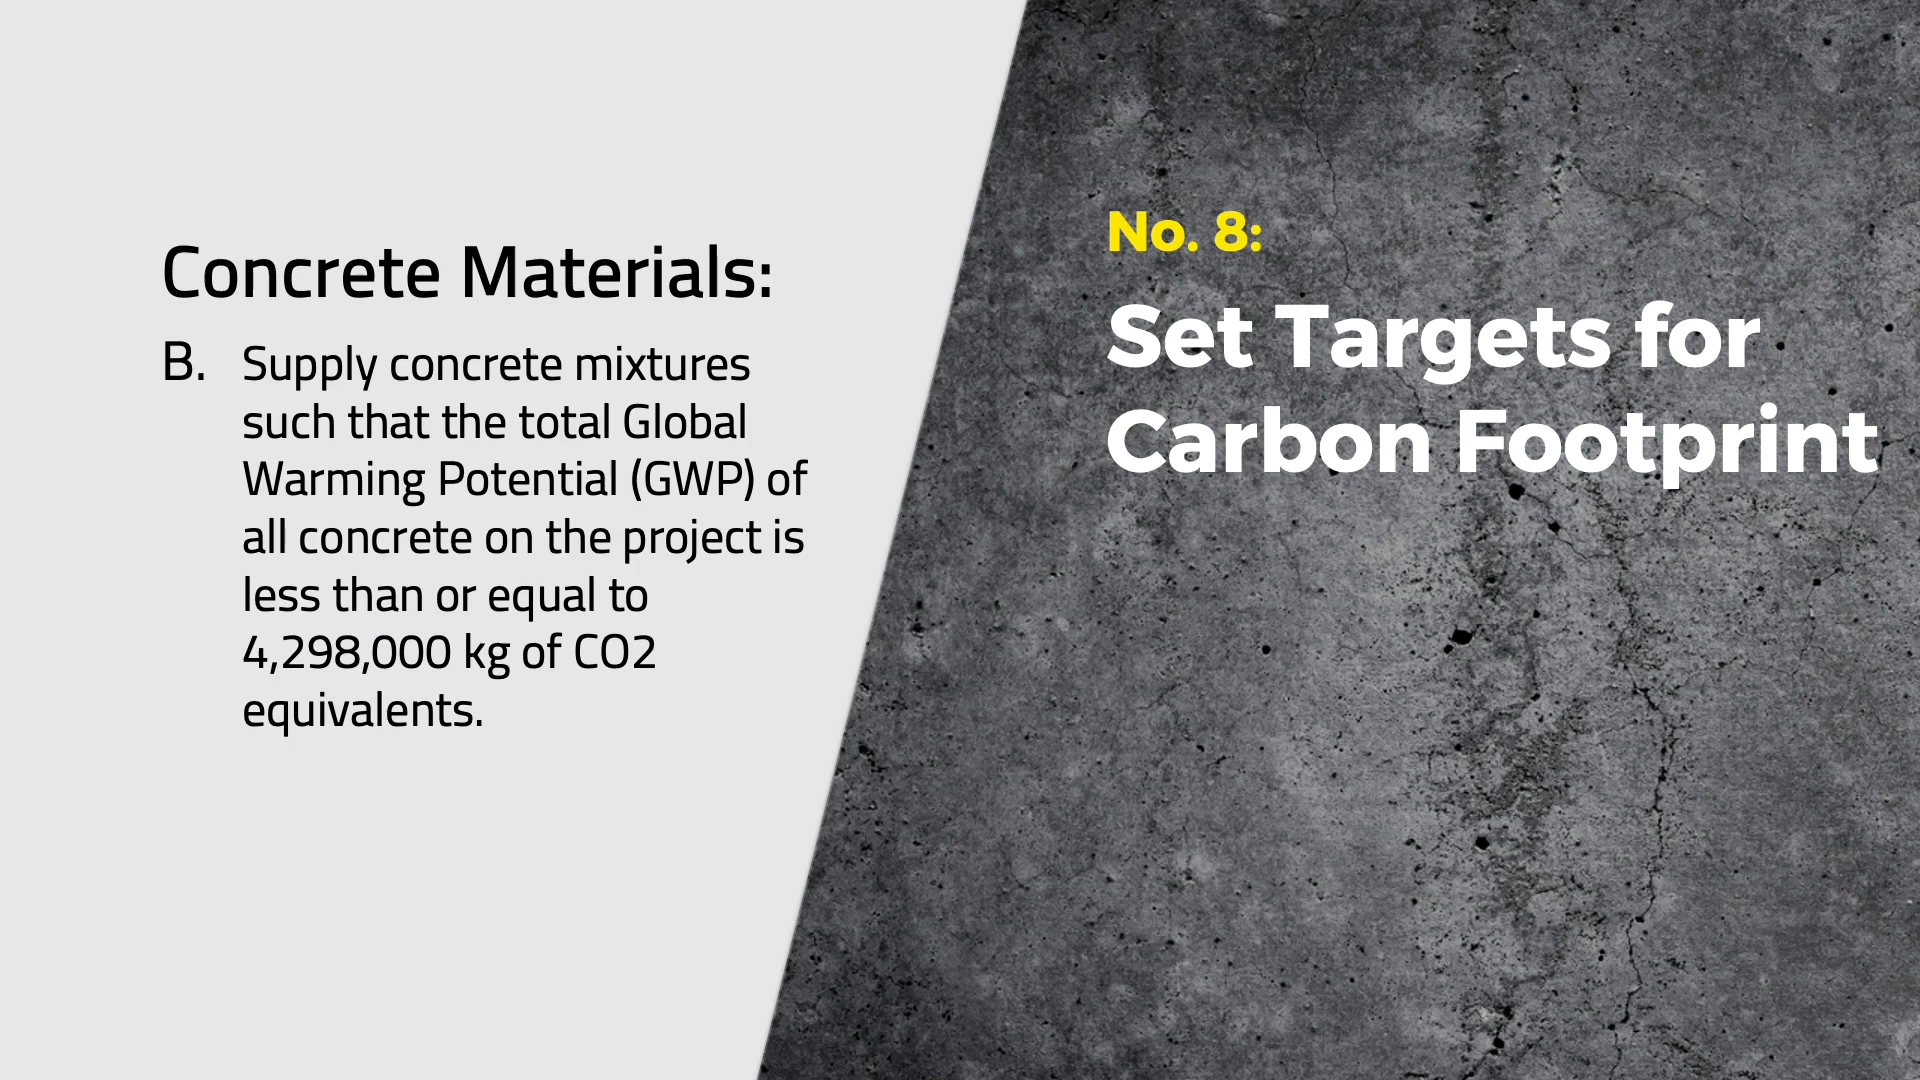 Concrete Materials:
B. Supply concrete mixtures
such that the total Global
Warming Potential (GWP) of
all concrete on the project is
less than or equal to
4,298,000 kg of CO2
equivalents.
No. 8:
Set Targets for
Carbon Footprint